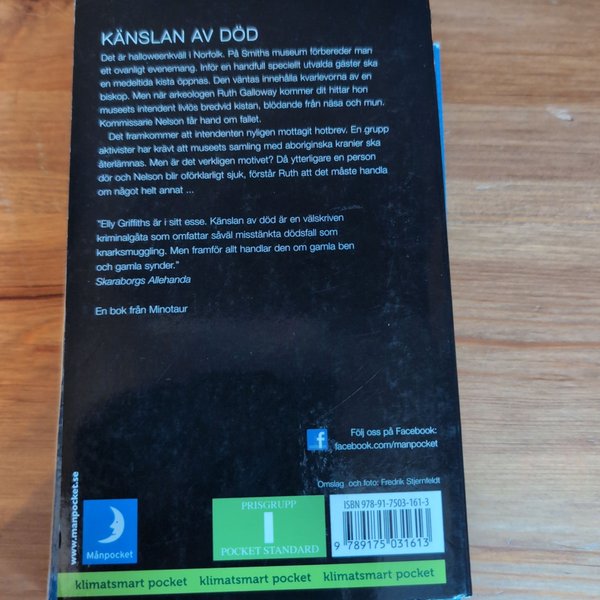 KÄNSLAN AV DÖD
Det är halloweenkväll i Norfolk. På Smiths museum förbereder man
ett ovanligt evenemang. Inför en handfull speciellt utvalda gäster ska
en medeltida kista öppnas. Den väntas innehålla kvarlevorna av en
biskop. Men när arkeologen Ruth Galloway kommer dit hittar hon
museets intendent livlös bredvid kistan, blödande från näsa och mun.
Kommissarie Nelson får hand om fallet.
Det framkommer att intendenten nyligen mottagit hotbrev. En grupp
aktivister har krävt att museets samling med aboriginska kranier ska
återlämnas. Men är det verkligen motivet? Då ytterligare en person
dör och Nelson blir oförklarligt sjuk, förstår Ruth att det måste handla
om något helt annat ...
"Elly Griffiths är i sitt esse. Känslan av död är en välskriven
kriminalgåta som omfattar såväl misstänkta dödsfall som
knarksmuggling. Men framför allt handlar den om gamla ben
och gamla synder."
Skaraborgs Allehanda
En bok från Minotaur
Följ oss på Facebook:
facebook.com/manpocket
Omslag och foto: Fredrik Stjernfeldt
www.manpocket.se
Månpocket
PRISGRUPP
I
POCKET STANDARD
ISBN 978-91-7503-161-3
9 789175 031613
klimatsmart pocket klimatsmart pocket klimatsmart pocket